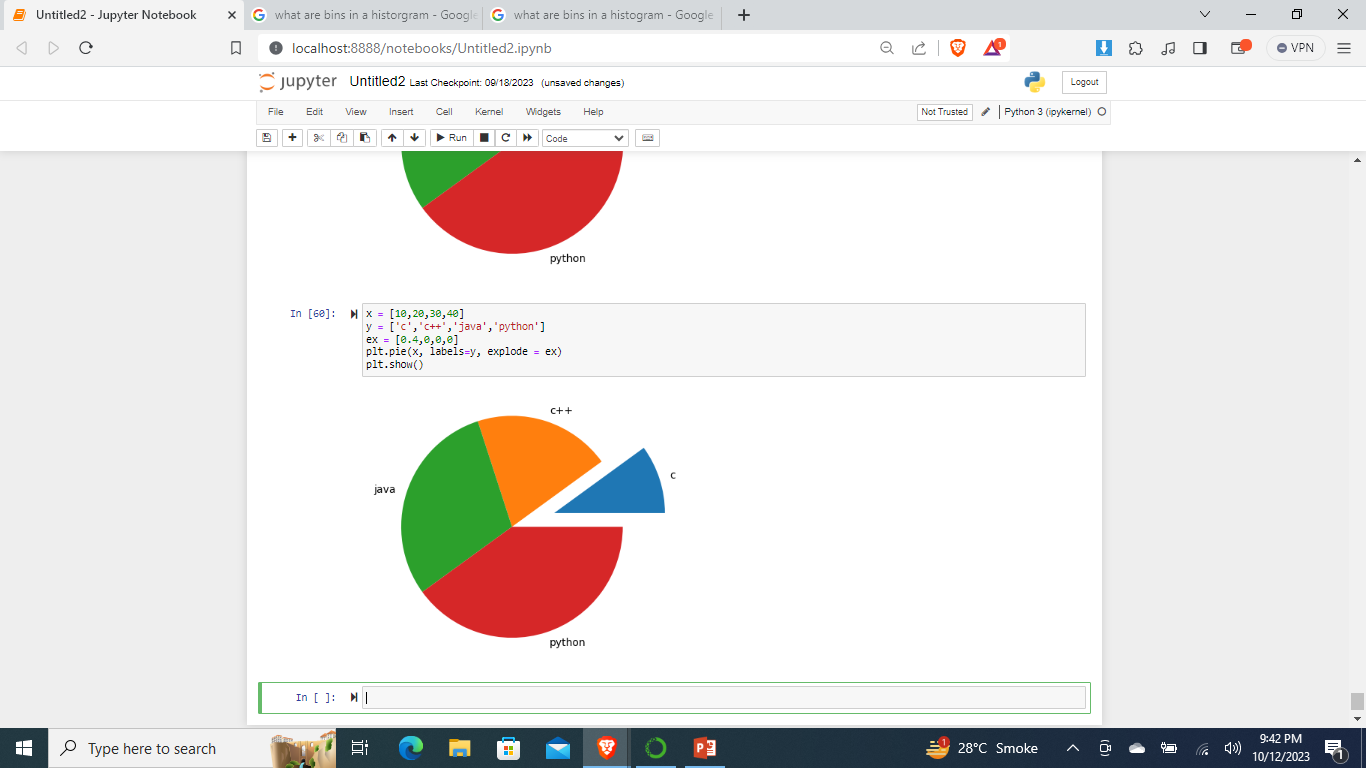 Untitled2 - Jupyter Notebook
what are bins in a historgram - Google
what are bins in a histogram - Google
localhost:8888/notebooks/Untitled2.ipynb
1
VPN
jupyter Untitled2 Last Checkpoint: 09/18/2023 (unsaved changes)
Logout
File Edit View Insert Cell Kernel Widgets Help
Not Trusted
Python 3 (ipykernel)
Run
Code
python
In [60]:
x = [10,20,30,40]
y = ['c','c++','java','python']
ex = [0.4,0,0,0]
plt.pie(x, labels=y, explode = ex)
plt.show()
c++
c
java
python
In [ ]:
Type here to search
1
28°C Smoke
9:42 PM
10/12/2023
1